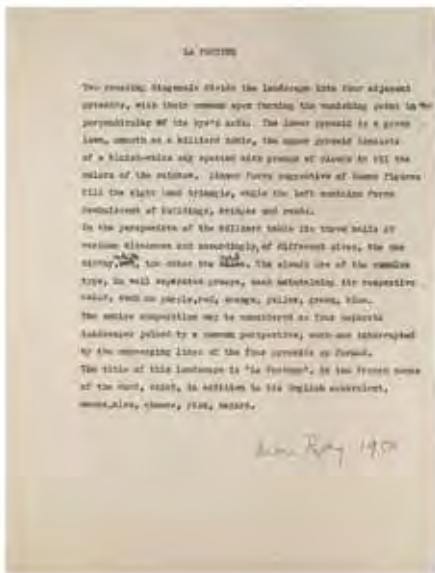 LA FORTUNE
Two crossing diagonals divide the landscape into four adjacent
pyramids, with their common apex forming the vanishing point in the
perpendicular of the eye's axis. The lower pyramid is a green
lawn, smooth as a billiard table, the upper pyramid consists
of a bluish-white sky spotted with groups of clouds in all the
colors of the rainbow. forms suggestive of human figures
fill the right hand triangle, while the left contains forms
reminiscent of buildings, bridges and roads.
In the perspective of the billiard table lie three balls at
various distances and accordingly, of different sizes, the one
the other two The clouds are of the cumulus
type, in well separated groups, each maintaining its respective
color, such as purple, red, orange, yellow, green, blue.
The entire composition may be considered as four separate
landscapes joined by a common perspective, each one interrupted
by the converging lines of the four pyramids so formed.
The title of this landscape is "La Fortune", in the French sense
of the word, which, in addition to its English equivalent,
means, also, chance, risk, hazard.
Man Ray 1950